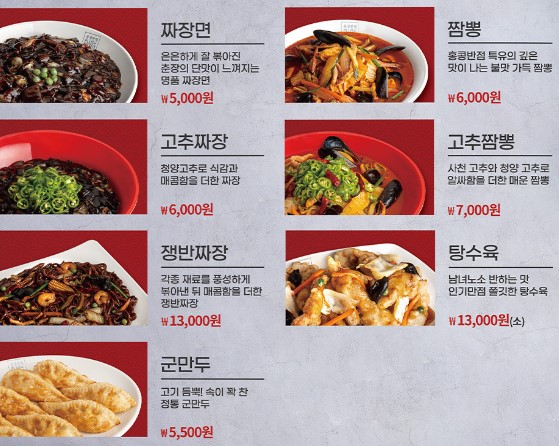 짜장면
은은하게 잘 볶아진
춘장의 단맛이 느껴지는
명품 짜장면
₩5,000원
짬뽕
홍콩반점 특유의 깊은
맛이 나는 불맛 가득 짬뽕
₩6,000원
고추짜장
청양고추로 식감과
매콤함을 더한 짜장
₩6,000원
고추짬뽕
사천 고추와 청양 고추로
알싸함을 더한 매운 짬뽕
₩7,000원
쟁반짜장
각종 재료를 풍성하게
볶아낸 뒤 매콤함을 더한
쟁반짜장
₩13,000원
탕수육
남녀노소 반하는 맛
인기만점 쫄깃한 탕수육
₩13,000원(소)
군만두
고기 듬뿍! 속이 꽉 찬
정통 군만두
₩5,500원